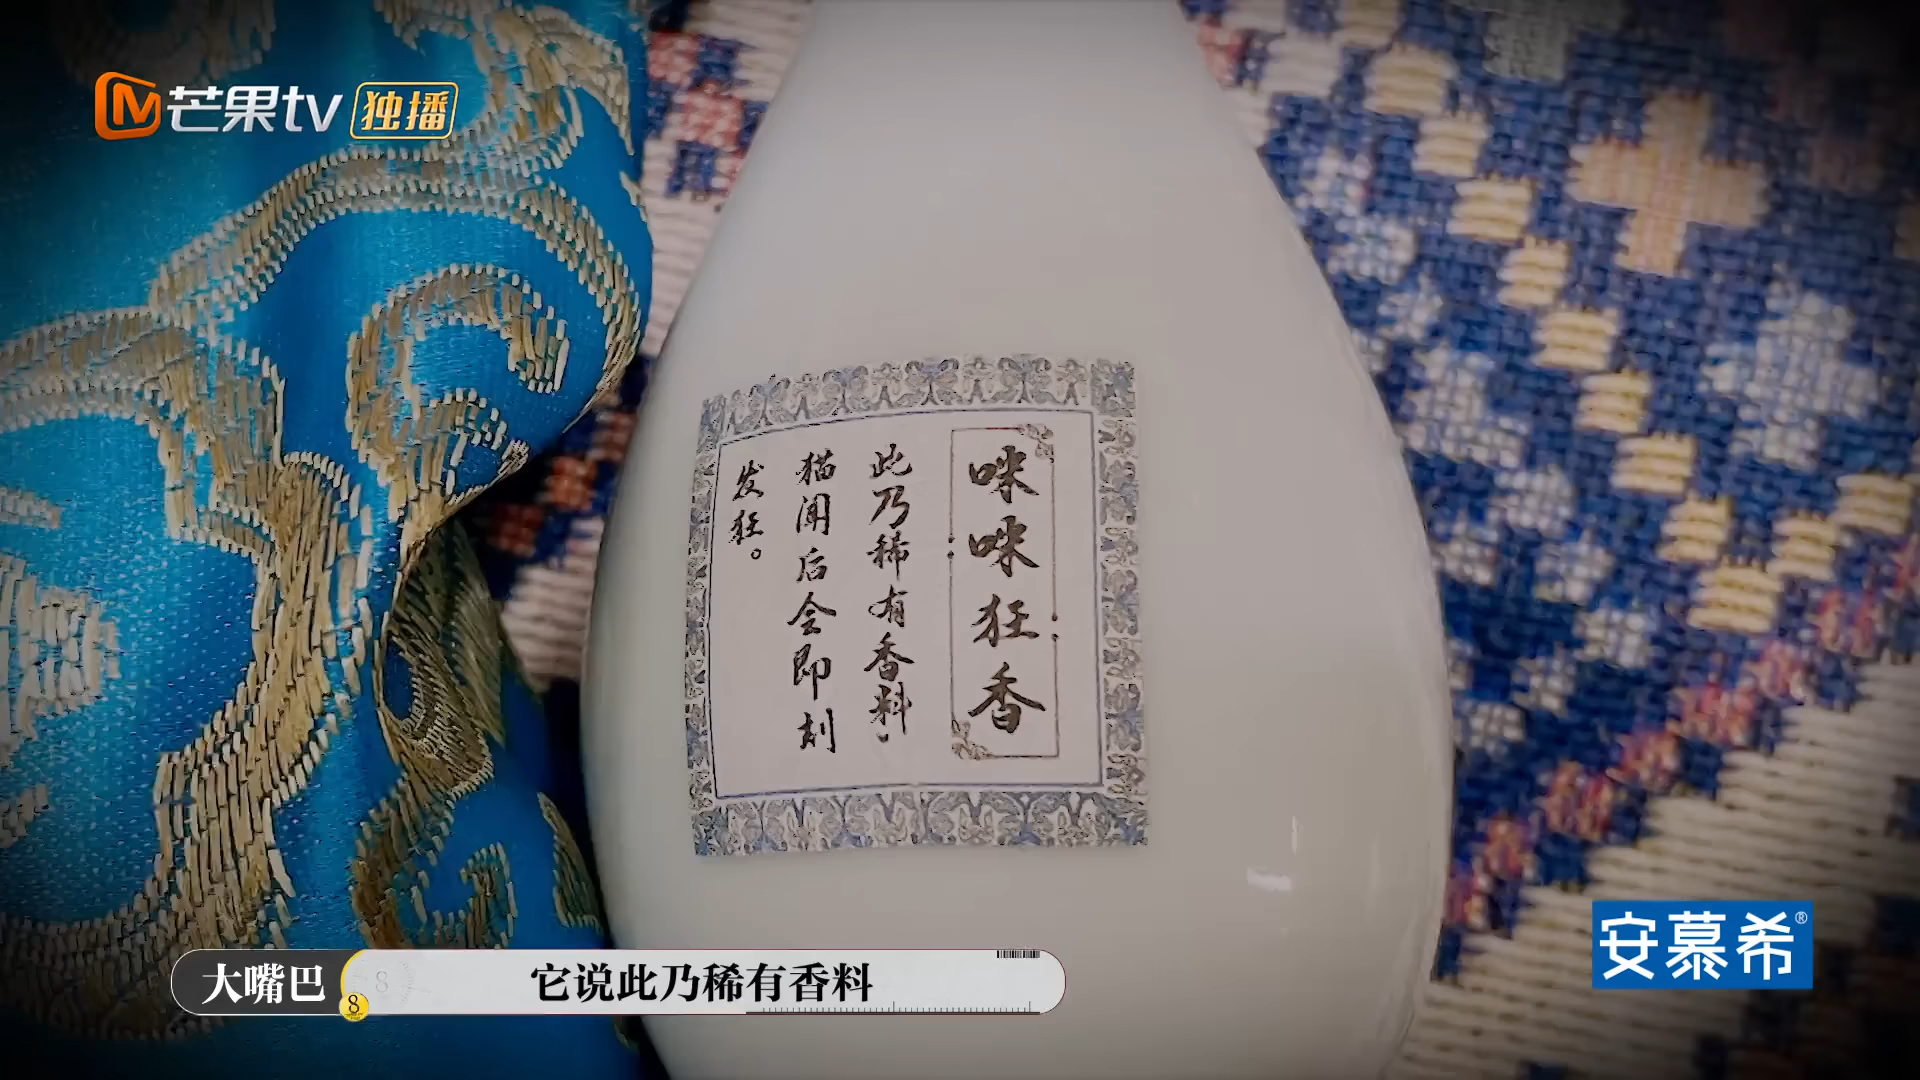 芒果tv 独播
咪咪狂香
此乃稀有香料，
猫闻后会即刻
发狂。
安慕希®
大嘴巴
它说此乃稀有香料